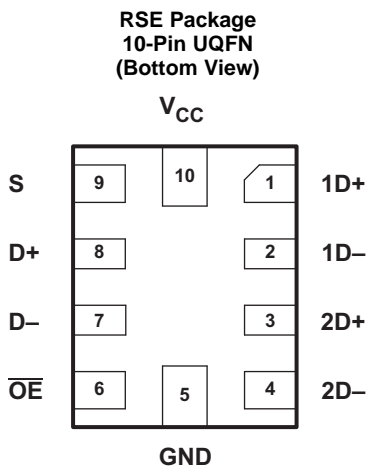 RSE Package
10-Pin UQFN
(Bottom View)
VCC
S 9 10 1 1D+
D+ 8 2 1D–
D– 7 3 2D+
OE 6 5 4 2D–
GND